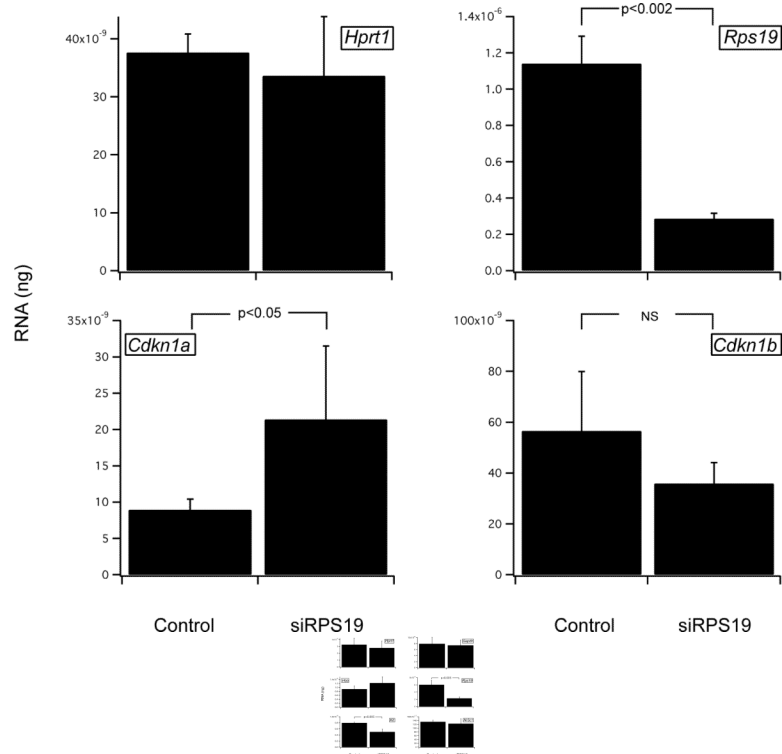 40x10⁻⁹
30
20
10
0
Hprt1
1.4x10⁻⁶
1.2
1.0
0.8
0.6
0.4
0.2
0.0
p<0.002
Rps19
RNA (ng)
35x10⁻⁹
30
25
20
15
10
5
0
p<0.05
Cdkn1a
100x10⁻⁹
80
60
40
20
0
NS
Cdkn1b
Control
siRPS19
Control
siRPS19